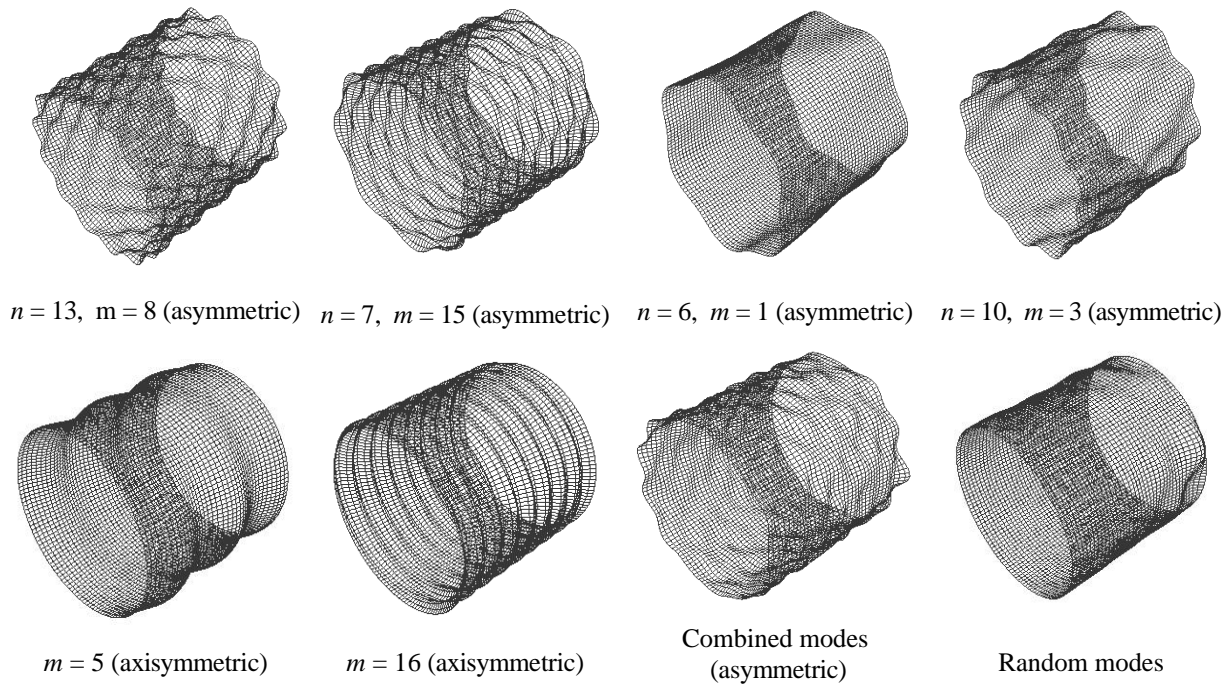 n = 13, m = 8 (asymmetric)
n = 7, m = 15 (asymmetric)
n = 6, m = 1 (asymmetric)
n = 10, m = 3 (asymmetric)
m = 5 (axisymmetric)
m = 16 (axisymmetric)
Combined modes
(asymmetric)
Random modes